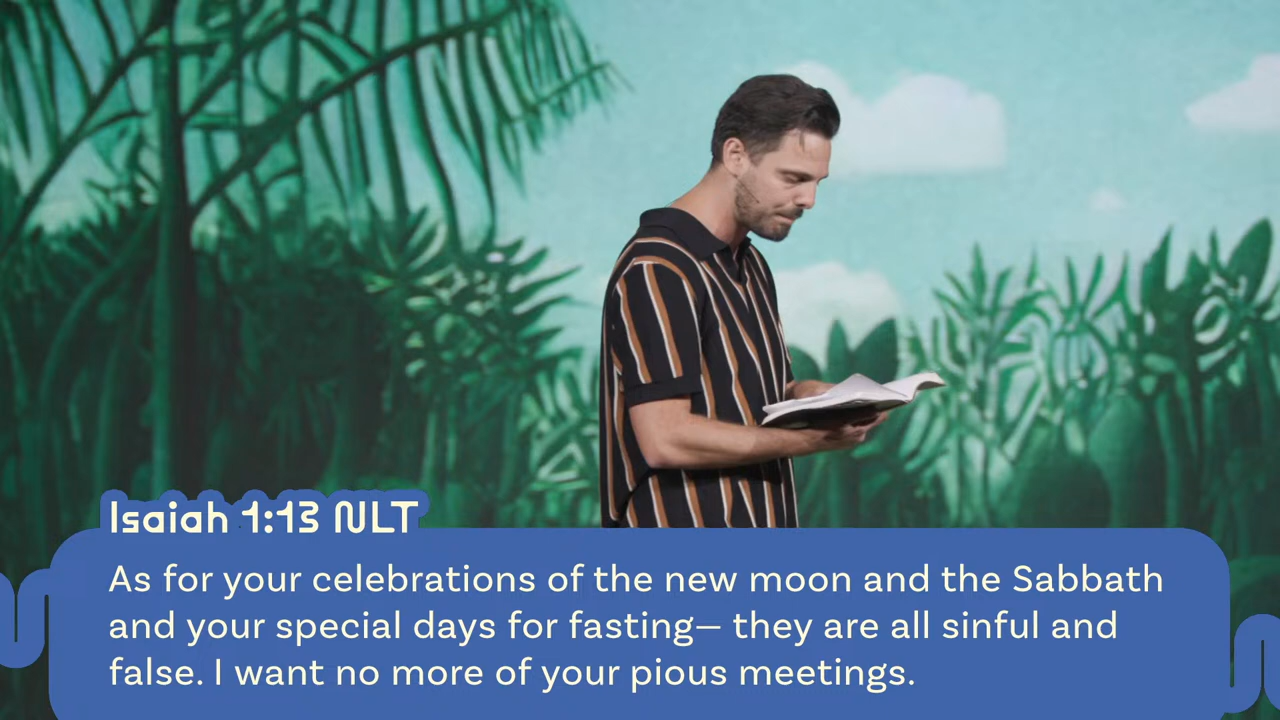 Isaiah 1:13 NLT
As for your celebrations of the new moon and the Sabbath
and your special days for fasting— they are all sinful and
false. I want no more of your pious meetings.